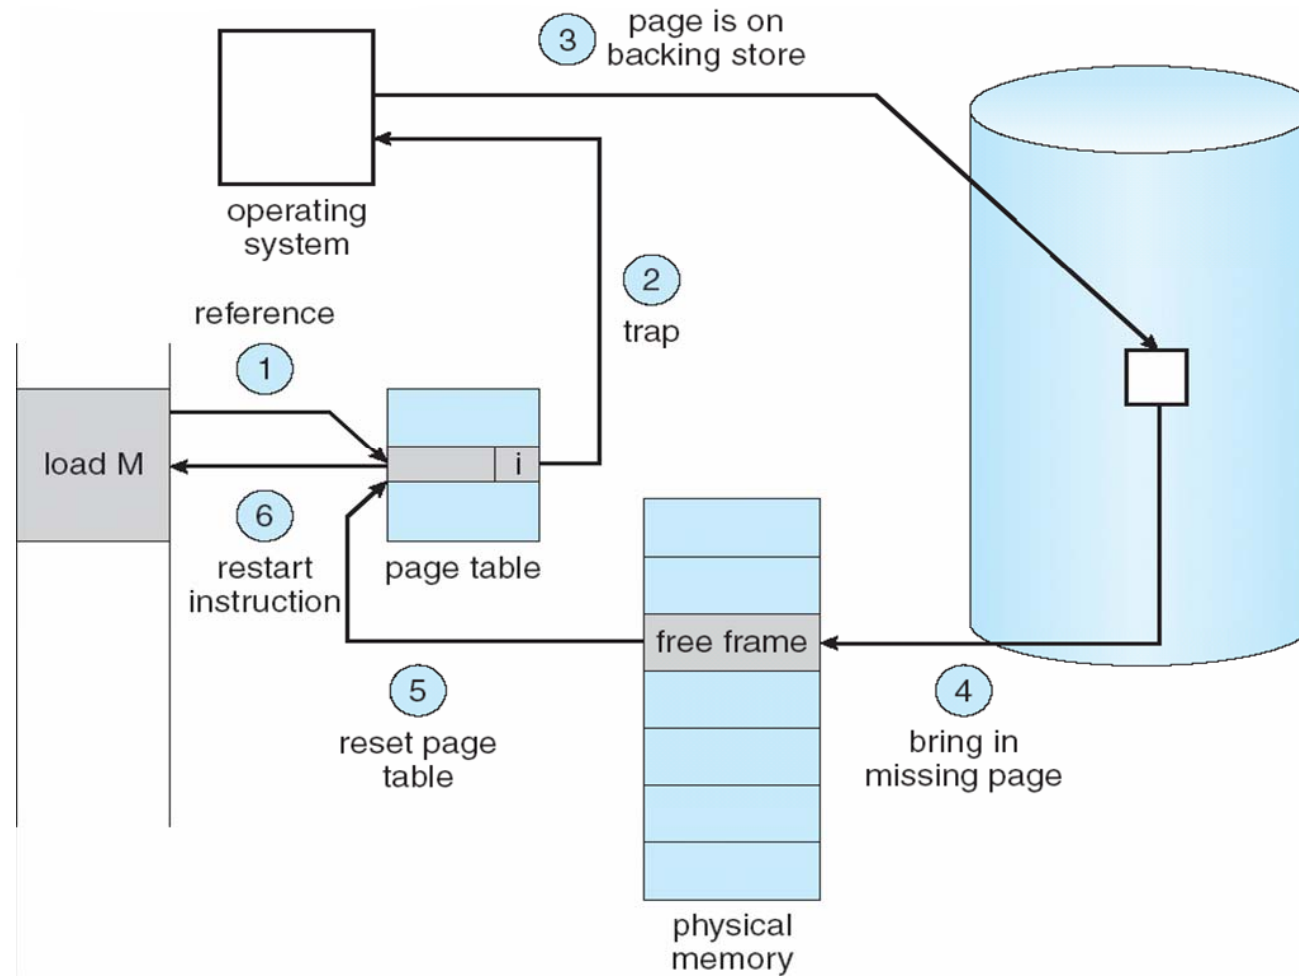 3
page is on
backing store
operating
system
2
trap
reference
1
load M
i
6
restart
instruction
page table
free frame
5
reset page
table
4
bring in
missing page
physical
memory